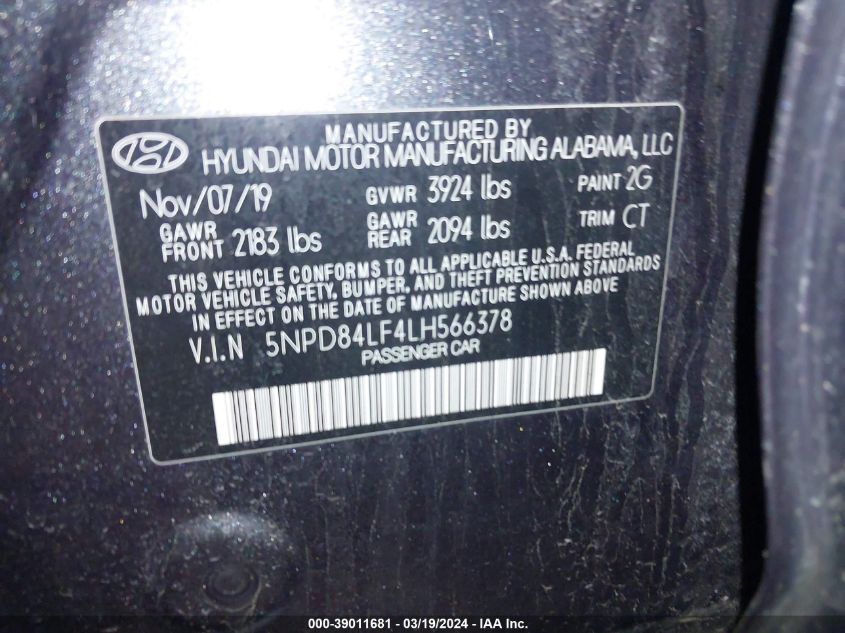 MANUFACTURED BY
HYUNDAI MOTOR MANUFACTURING ALABAMA, LLC
Nov/07/19 GVWR 3924 lbs PAINT 2G
GAWR FRONT 2183 lbs GAWR REAR 2094 lbs TRIM CT
THIS VEHICLE CONFORMS TO ALL APPLICABLE U.S.A. FEDERAL
MOTOR VEHICLE SAFETY, BUMPER, AND THEFT PREVENTION STANDARDS
IN EFFECT ON THE DATE OF MANUFACTURE SHOWN ABOVE
V.I.N 5NPD84LF4LH566378
PASSENGER CAR
000-39011681 - 03/19/2024 - IAA, Inc.